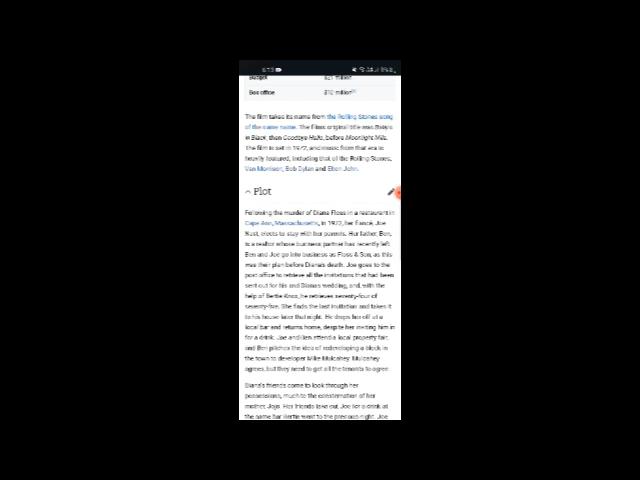 Budget $21 million
Box office $10 million
The film takes its name from the Rolling Stones song
of the same name. The films original title was Baby's
in Black, then Goodbye Hello, before Moonlight Mile.
The film is set in 1972, and music from that era is
heavily featured, including that of the Rolling Stones,
Van Morrison, Bob Dylan and Elton John.
Plot
Following the murder of Diana Floss in a restaurant in
Cape Ann, Massachusetts, in 1972, her fiancé, Joe
Nast, elects to stay with her parents. Her father, Ben,
is a realtor whose business partner has recently left.
Ben and Joe go into business as Floss & Son, as this
was their plan before Diana's death. Joe goes to the
post office to retrieve all the invitations that had been
sent out for his and Diana's wedding, and, with the
help of Bertie Knox, he retrieves seventy-four of
seventy-five. She finds the last invitation and takes it
to his house later that night. He drops her off at a
local bar and returns home, despite her inviting him in
for a drink. Joe and Ben attend a local property fair,
and Ben pitches the idea of redeveloping a block in
the town to developer Mike Mulcahey. Mulcahey
agrees, but they need to get all the tenants to agree.
Diana's friends come to look through her
possessions, much to the consternation of her
mother, Jojo. Her friends take out Joe for a drink at
the same bar Bertie went to the previous night. Joe